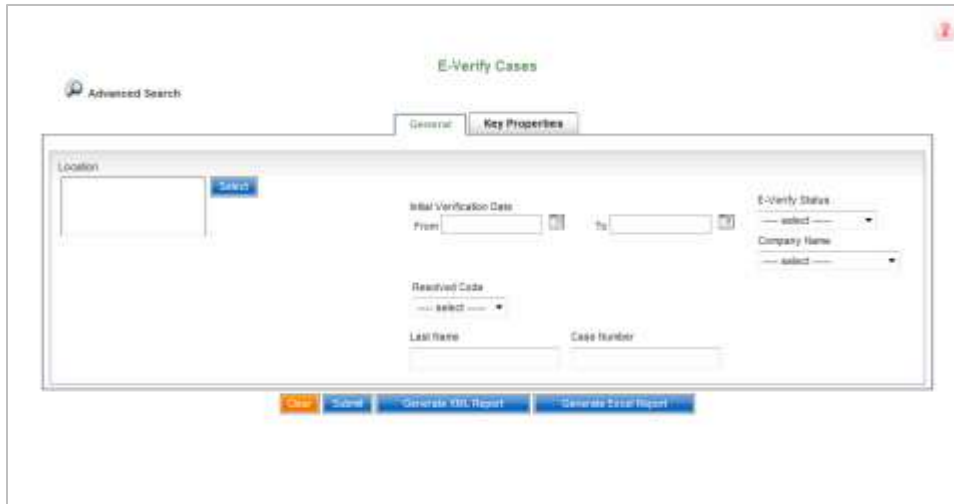 ?
E-Verify Cases
Advanced Search
General Key Properties
Location
Select
Initial Verification Date
From To
E-Verify Status
---- select -----
Company Name
---- select -----
Resolved Code
---- select -----
Last Name Case Number
Clear Submit Generate XML Report Generate Excel Report